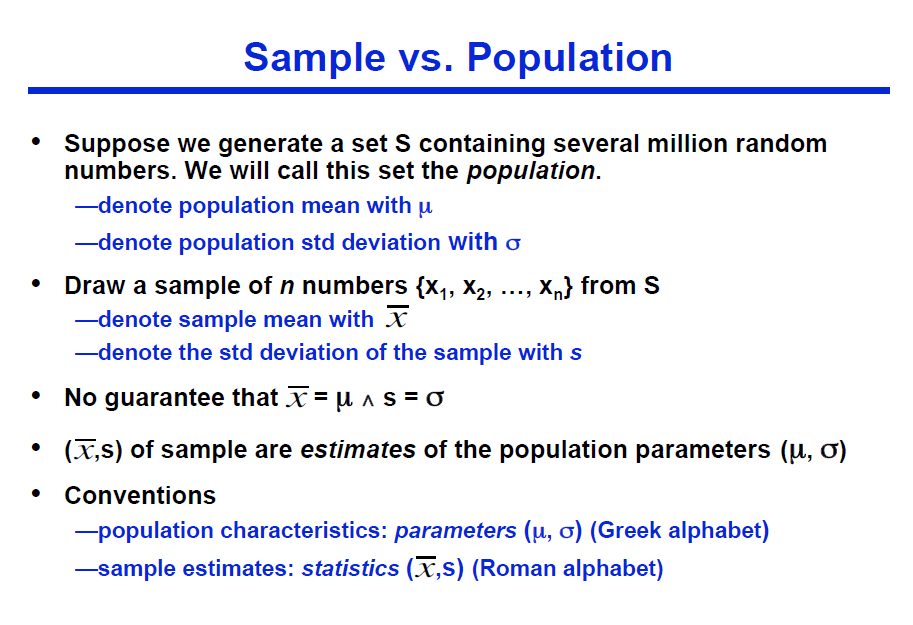 Sample vs. Population
• Suppose we generate a set S containing several million random
numbers. We will call this set the population.
—denote population mean with μ
—denote population std deviation with σ
• Draw a sample of n numbers {x₁, x₂, …, xₙ} from S
—denote sample mean with x̅
—denote the std deviation of the sample with s
• No guarantee that x̅ = μ ∧ s = σ
• (x̅,s) of sample are estimates of the population parameters (μ, σ)
• Conventions
—population characteristics: parameters (μ, σ) (Greek alphabet)
—sample estimates: statistics (x̅,s) (Roman alphabet)